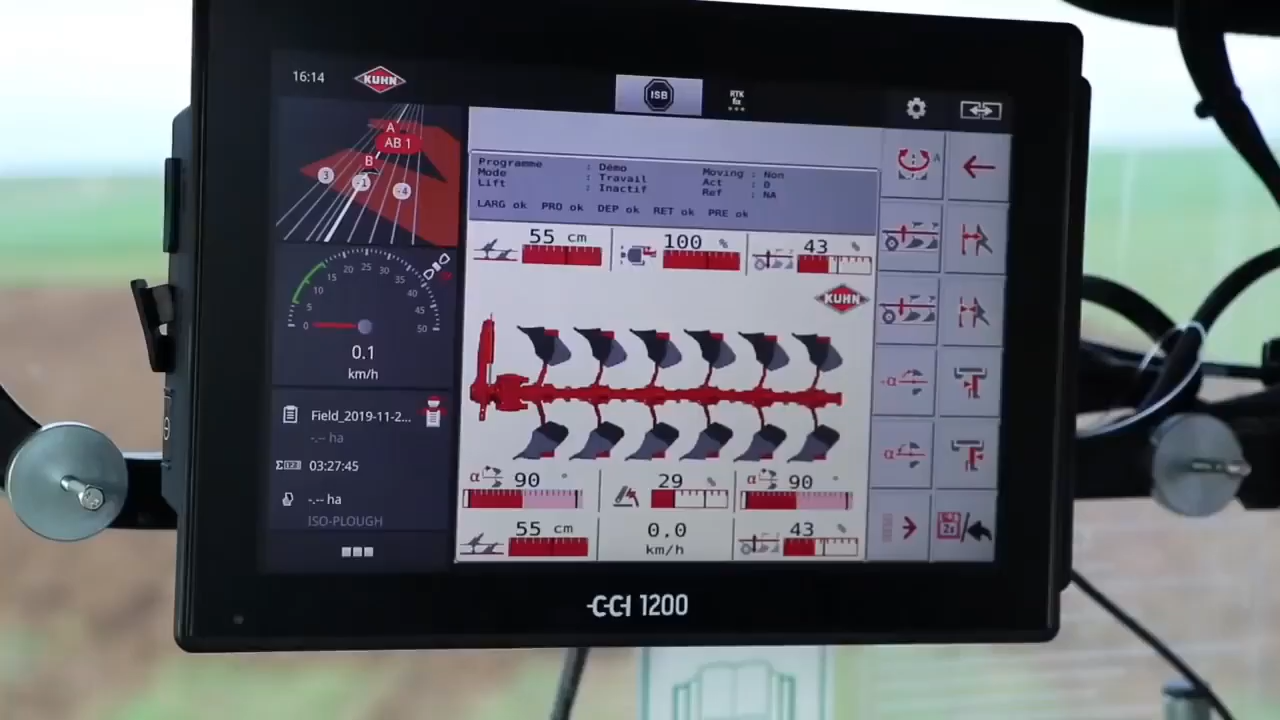 16:14
KUHN
ISB
RTK
fix
A
AB 1
B
3
-1
-4
0
5
10
15
20
25
30
35
40
45
50
0.1
km/h
Field_2019-11-2...
-.-- ha
03:27:45
-.-- ha
ISO-PLOUGH
Programme : Démo
Mode : Travail
Lift : Inactif
Moving : Non
Act : 0
Ref : NA
LARG ok PRO ok DEP ok RET ok PRE ok
55 cm
100 %
43 %
KUHN
α 90 °
29 %
α 90 °
55 cm
0.0
km/h
43 %
A
-α
α
2s
CCI 1200